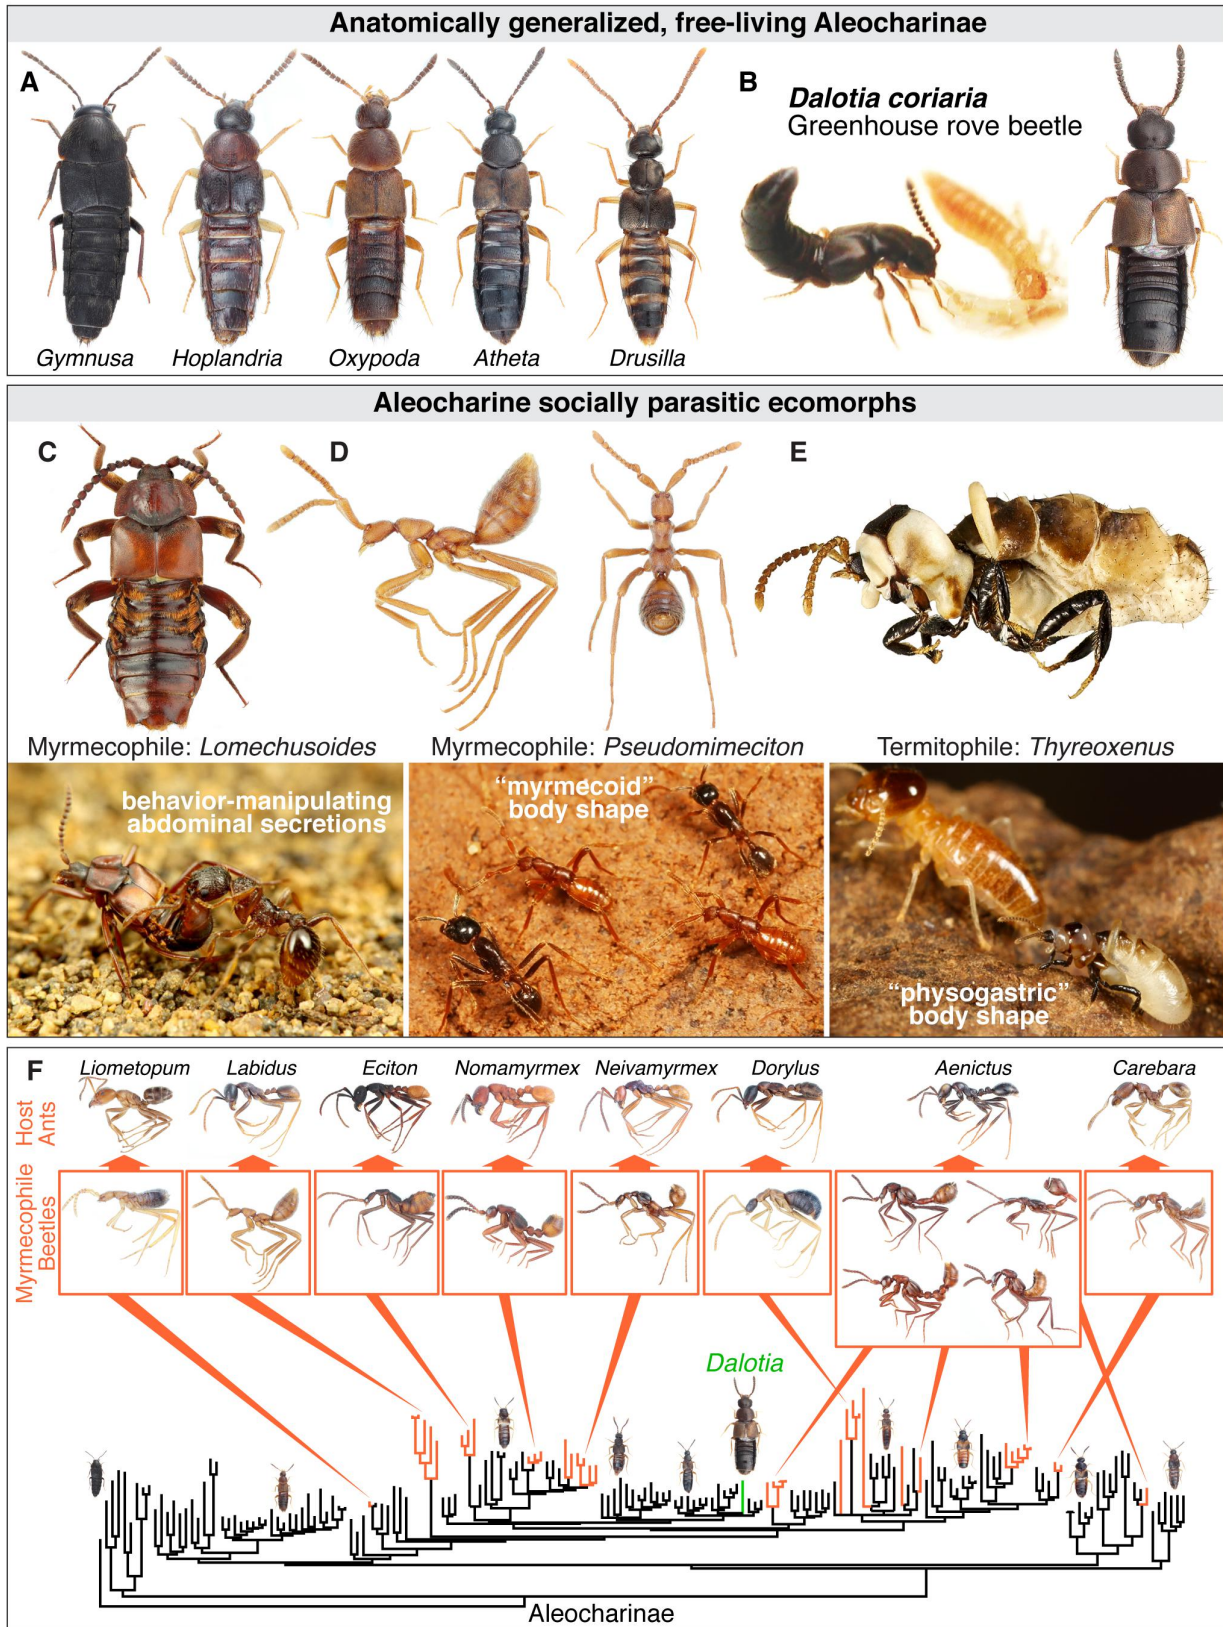 Anatomically generalized, free-living Aleocharinae
A
B
Dalotia coriaria
Greenhouse rove beetle
Gymnusa
Hoplandria
Oxypoda
Atheta
Drusilla
Aleocharine socially parasitic ecomorphs
C
D
E
Myrmecophile: Lomechusoides
Myrmecophile: Pseudomimeciton
Termitophile: Thyreoxenus
behavior-manipulating
abdominal secretions
“myrmecoid”
body shape
“physogastric”
body shape
F
Liometopum
Labidus
Eciton
Nomamyrmex
Neivamyrmex
Dorylus
Aenictus
Carebara
Host
Ants
Myrmecophile
Beetles
Dalotia
Aleocharinae